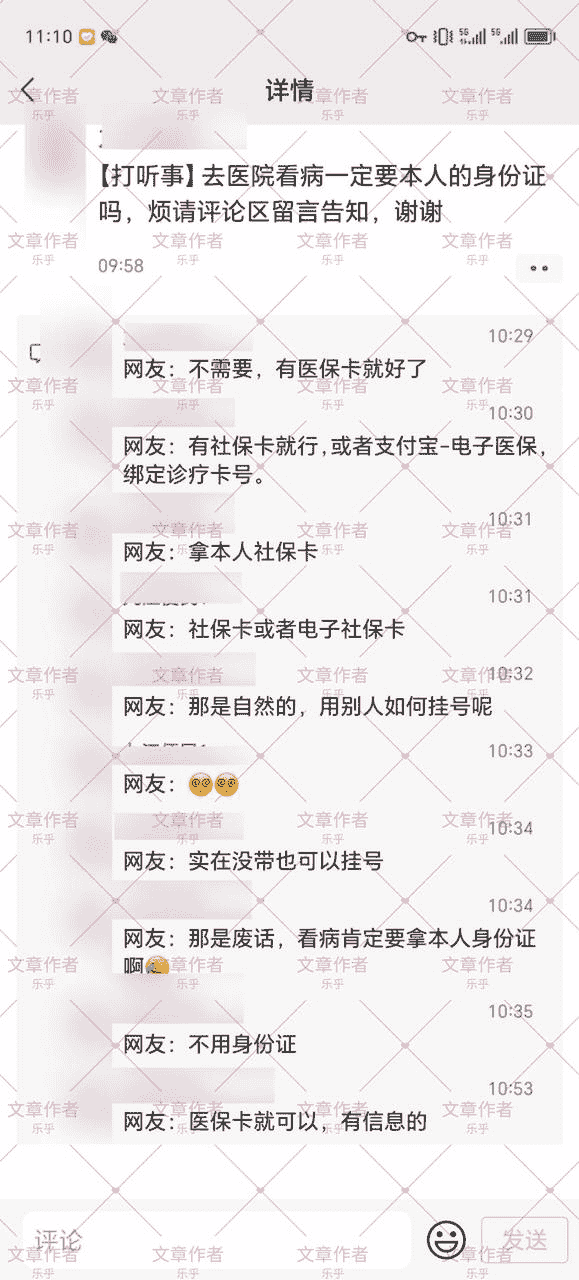 11:10
5G
5G
详情
【打听事】去医院看病一定要本人的身份证
吗，烦请评论区留言告知，谢谢
09:58
10:29
网友：不需要，有医保卡就好了
10:30
网友：有社保卡就行,或者支付宝-电子医保，
绑定诊疗卡号。
10:31
网友：拿本人社保卡
10:31
网友：社保卡或者电子社保卡
10:32
网友：那是自然的，用别人如何挂号呢
10:33
网友：
10:34
网友：实在没带也可以挂号
10:34
网友：那是废话，看病肯定要拿本人身份证
啊
10:35
网友：不用身份证
10:53
网友：医保卡就可以，有信息的
评论
发送
文章作者
乐乎